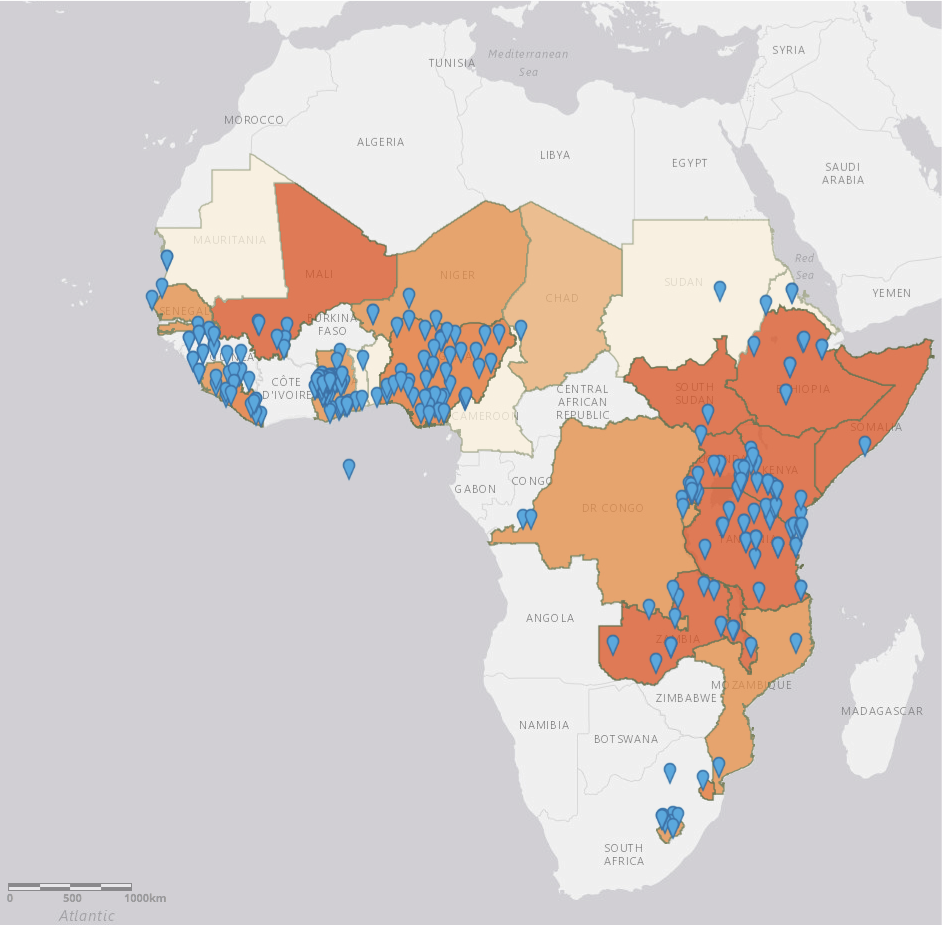 Mediterranean
Sea
TUNISIA
SYRIA
MOROCCO
ALGERIA
LIBYA
EGYPT
SAUDI
ARABIA
MAURITANIA
MALI
NIGER
CHAD
SUDAN
Red
Sea
YEMEN
SENEGAL
BURKINA
FASO
CÔTE
D'IVOIRE
CENTRAL
AFRICAN
REPUBLIC
CAMEROON
SOUTH
SUDAN
ETHIOPIA
SOMALIA
KENYA
GABON
CONGO
DR CONGO
ANGOLA
ZAMBIA
MOZAMBIQUE
ZIMBABWE
MADAGASCAR
NAMIBIA
BOTSWANA
SOUTH
AFRICA
0 500 1000km
Atlantic